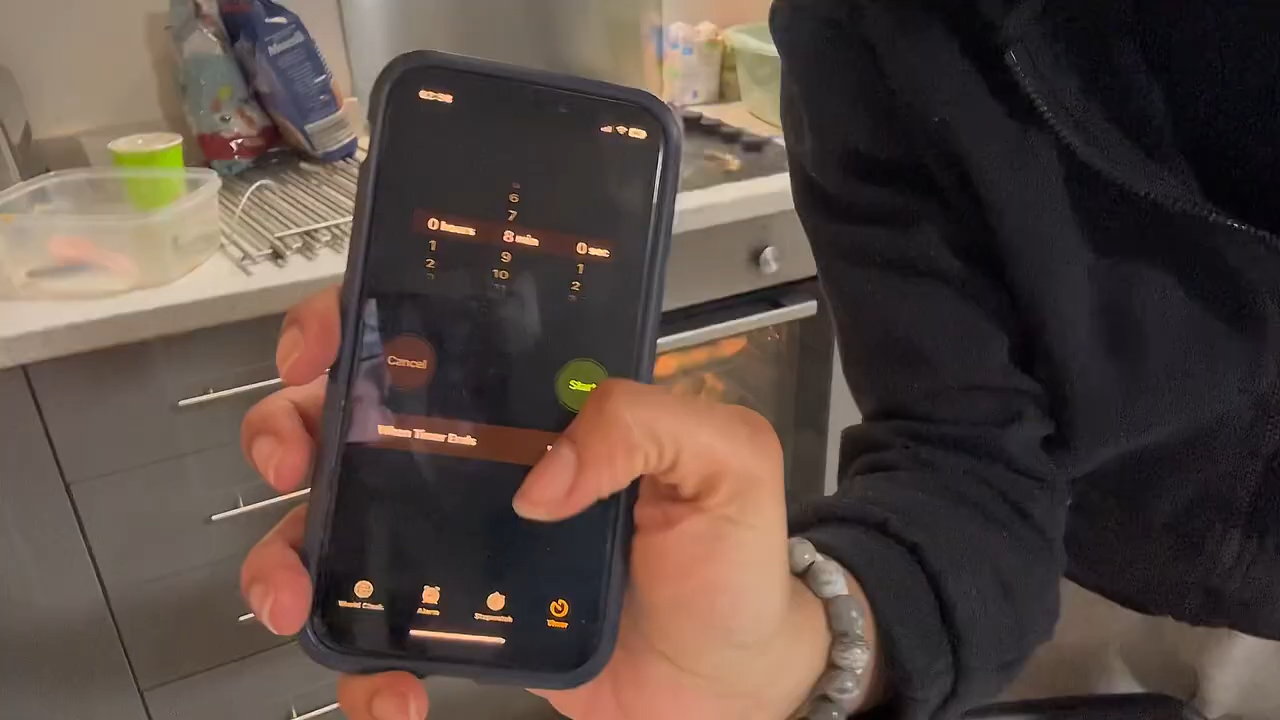 6
7
0 hours 8 min 0 sec
1 9 1
2 10 2
11
Cancel Start
When Timer Ends
World Clock Alarm Stopwatch Timer